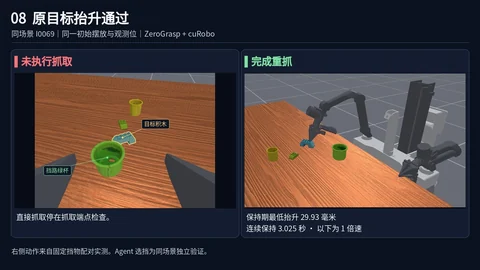 08 原目标抬升通过
同场景 I0069｜同一初始摆放与观测位｜ZeroGrasp + cuRobo
未执行抓取
完成重抓
目标积木
挡路绿杯
直接抓取停在抓取端点检查。
保持期最低抬升 29.93 毫米
连续保持 3.025 秒 · 以下为 1 倍速
右侧动作来自固定挡物配对实测。Agent 选挡为同场景独立验证。